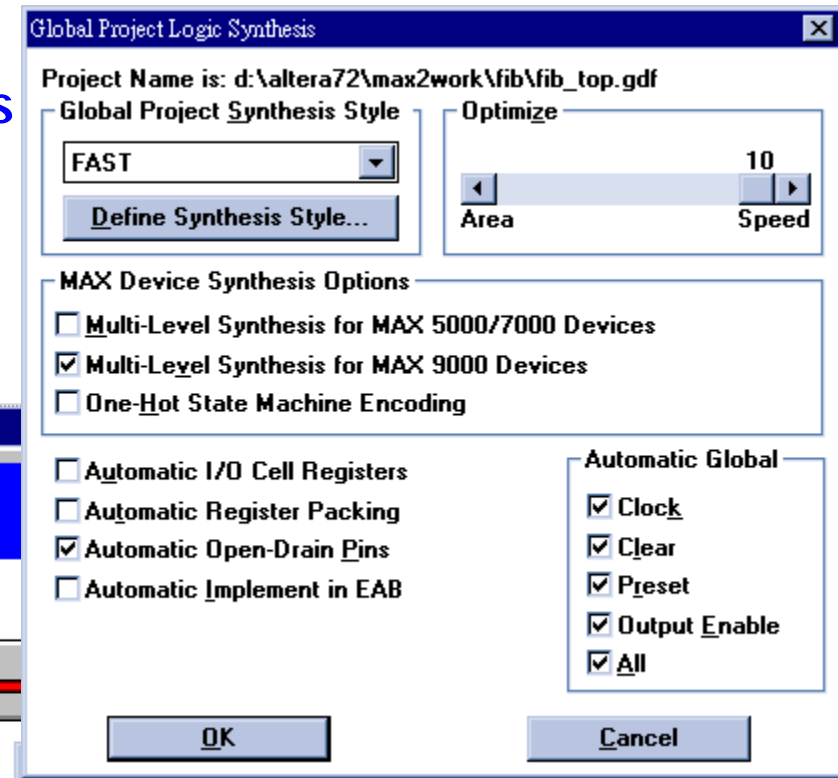 Global Project Logic Synthesis
s
Project Name is: d:\altera72\max2work\fib\fib_top.gdf
Global Project Synthesis Style
FAST
Define Synthesis Style...
Optimize
10
Area Speed
MAX Device Synthesis Options
Multi-Level Synthesis for MAX 5000/7000 Devices
Multi-Level Synthesis for MAX 9000 Devices
One-Hot State Machine Encoding
Automatic I/O Cell Registers
Automatic Register Packing
Automatic Open-Drain Pins
Automatic Implement in EAB
Automatic Global
Clock
Clear
Preset
Output Enable
All
OK Cancel